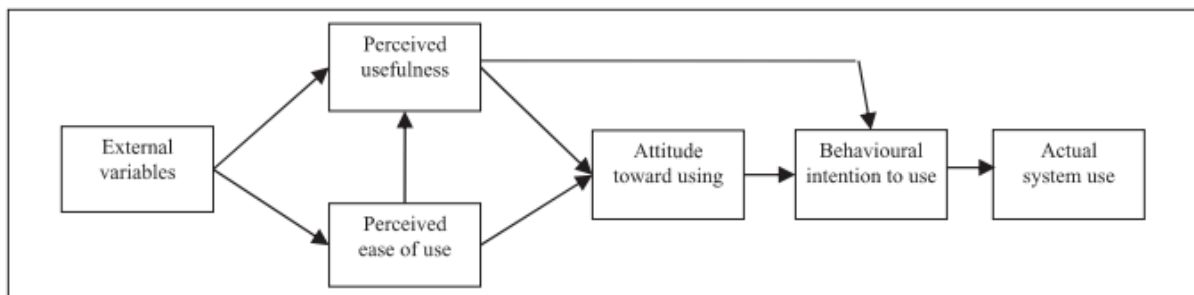 Perceived
usefulness
External
variables
Perceived
ease of use
Attitude
toward using
Behavioural
intention to use
Actual
system use